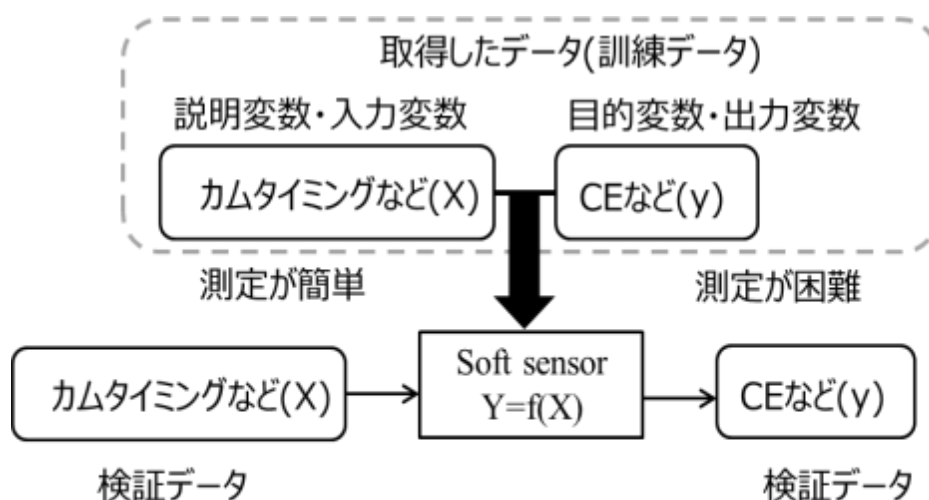 取得したデータ(訓練データ)
説明変数・入力変数
目的変数・出力変数
カムタイミングなど(X)
CEなど(y)
測定が簡単
測定が困難
カムタイミングなど(X)
Soft sensor
Y=f(X)
CEなど(y)
検証データ
検証データ